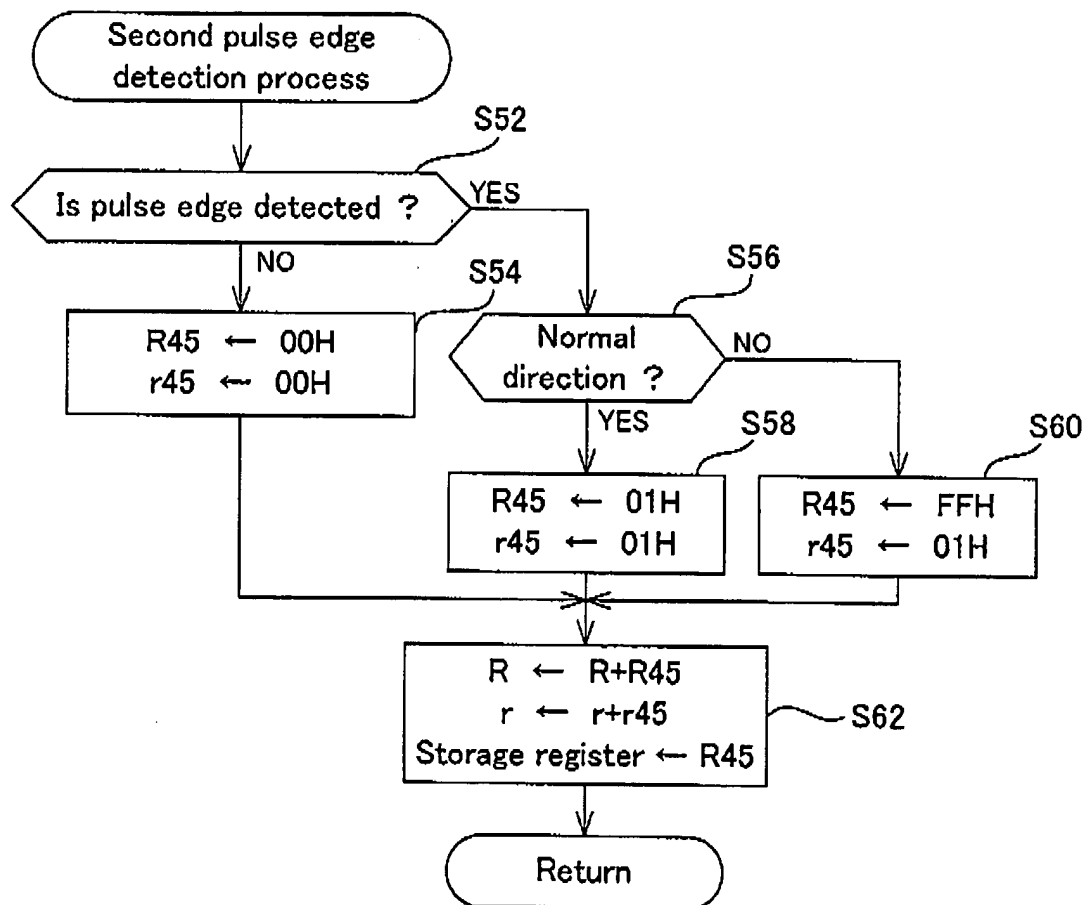 Second pulse edge
detection process
S52
Is pulse edge detected ?
YES
NO
S54
R45 ← 00H
r45 ← 00H
S56
Normal
direction ?
NO
YES
S58
R45 ← 01H
r45 ← 01H
S60
R45 ← FFH
r45 ← 01H
R ← R+R45
r ← r+r45
Storage register ← R45
S62
Return